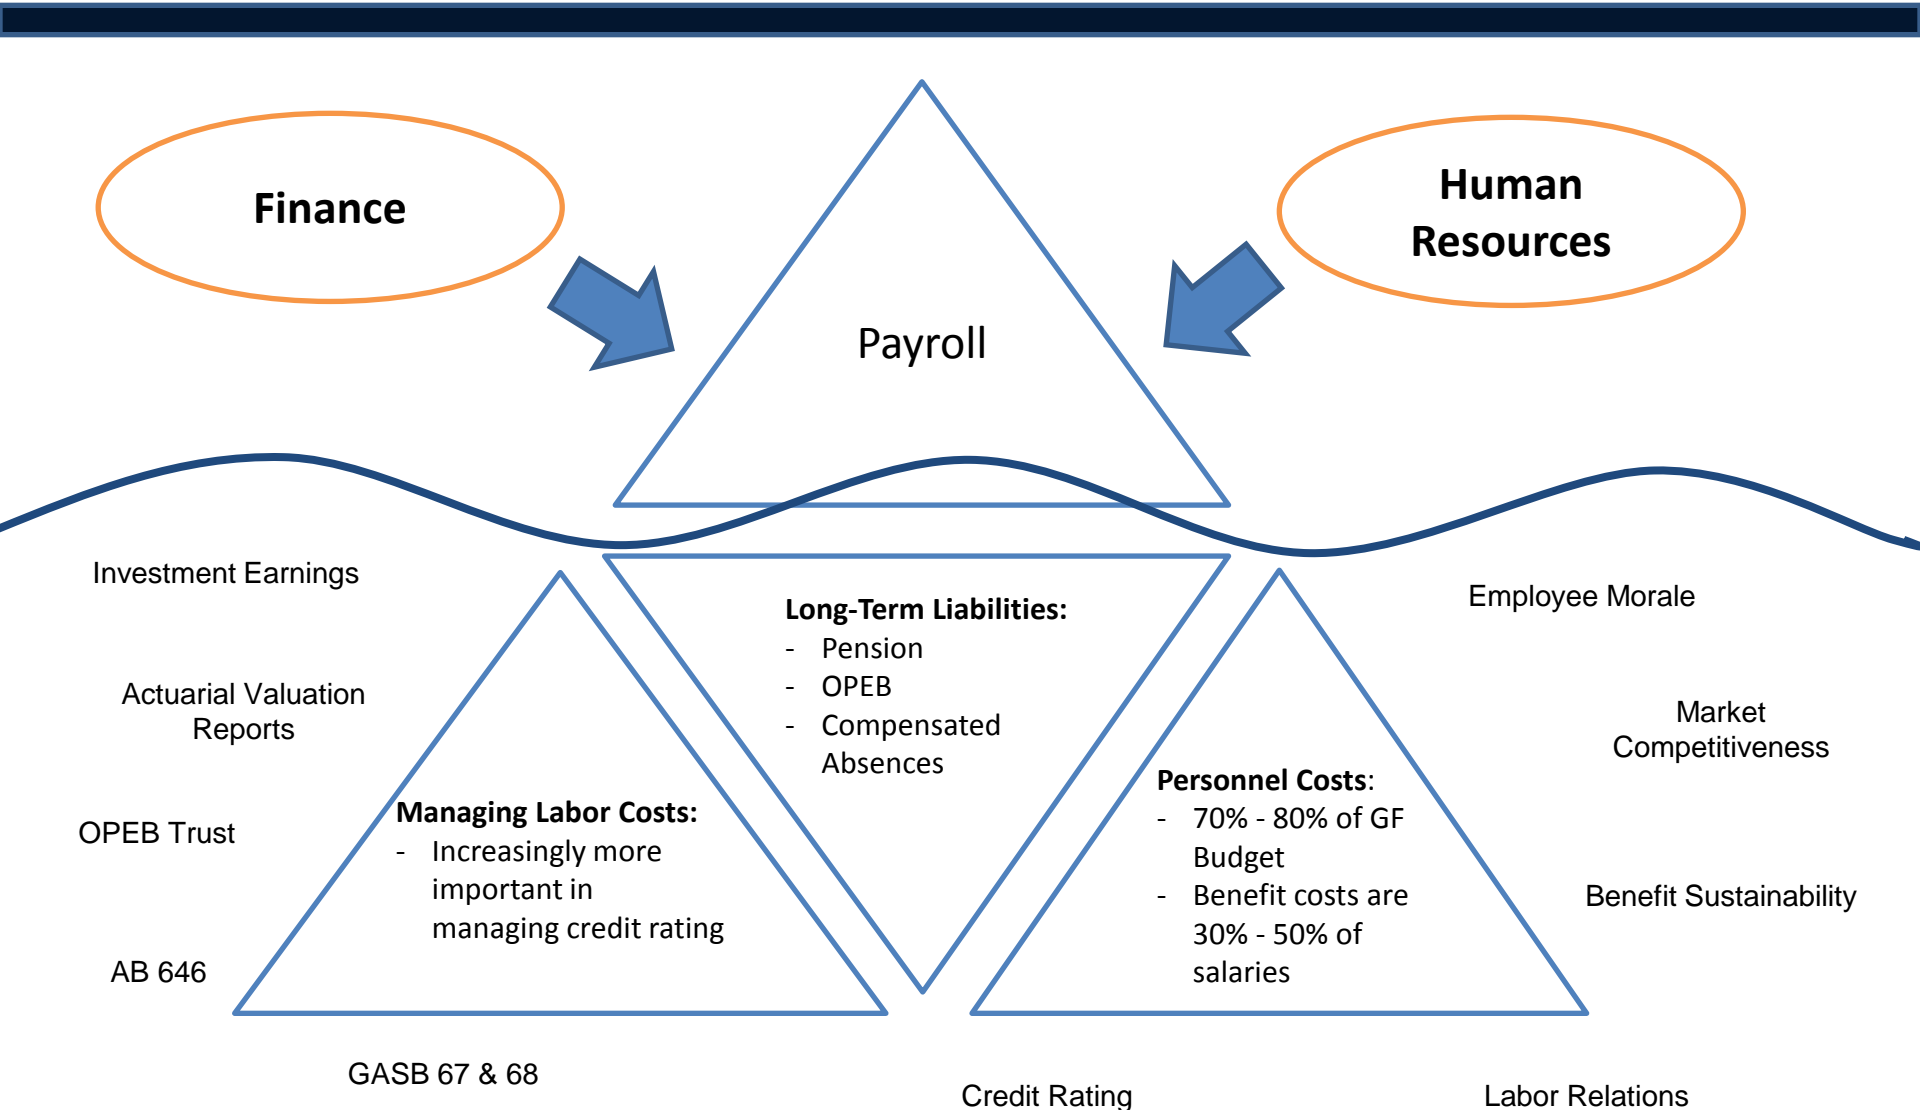 Finance
Human
Resources
Payroll
Investment Earnings
Actuarial Valuation
Reports
OPEB Trust
AB 646
Managing Labor Costs:
- Increasingly more
important in
managing credit rating
Long-Term Liabilities:
- Pension
- OPEB
- Compensated
Absences
Personnel Costs:
- 70% - 80% of GF
Budget
- Benefit costs are
30% - 50% of
salaries
Employee Morale
Market
Competitiveness
Benefit Sustainability
GASB 67 & 68
Credit Rating
Labor Relations